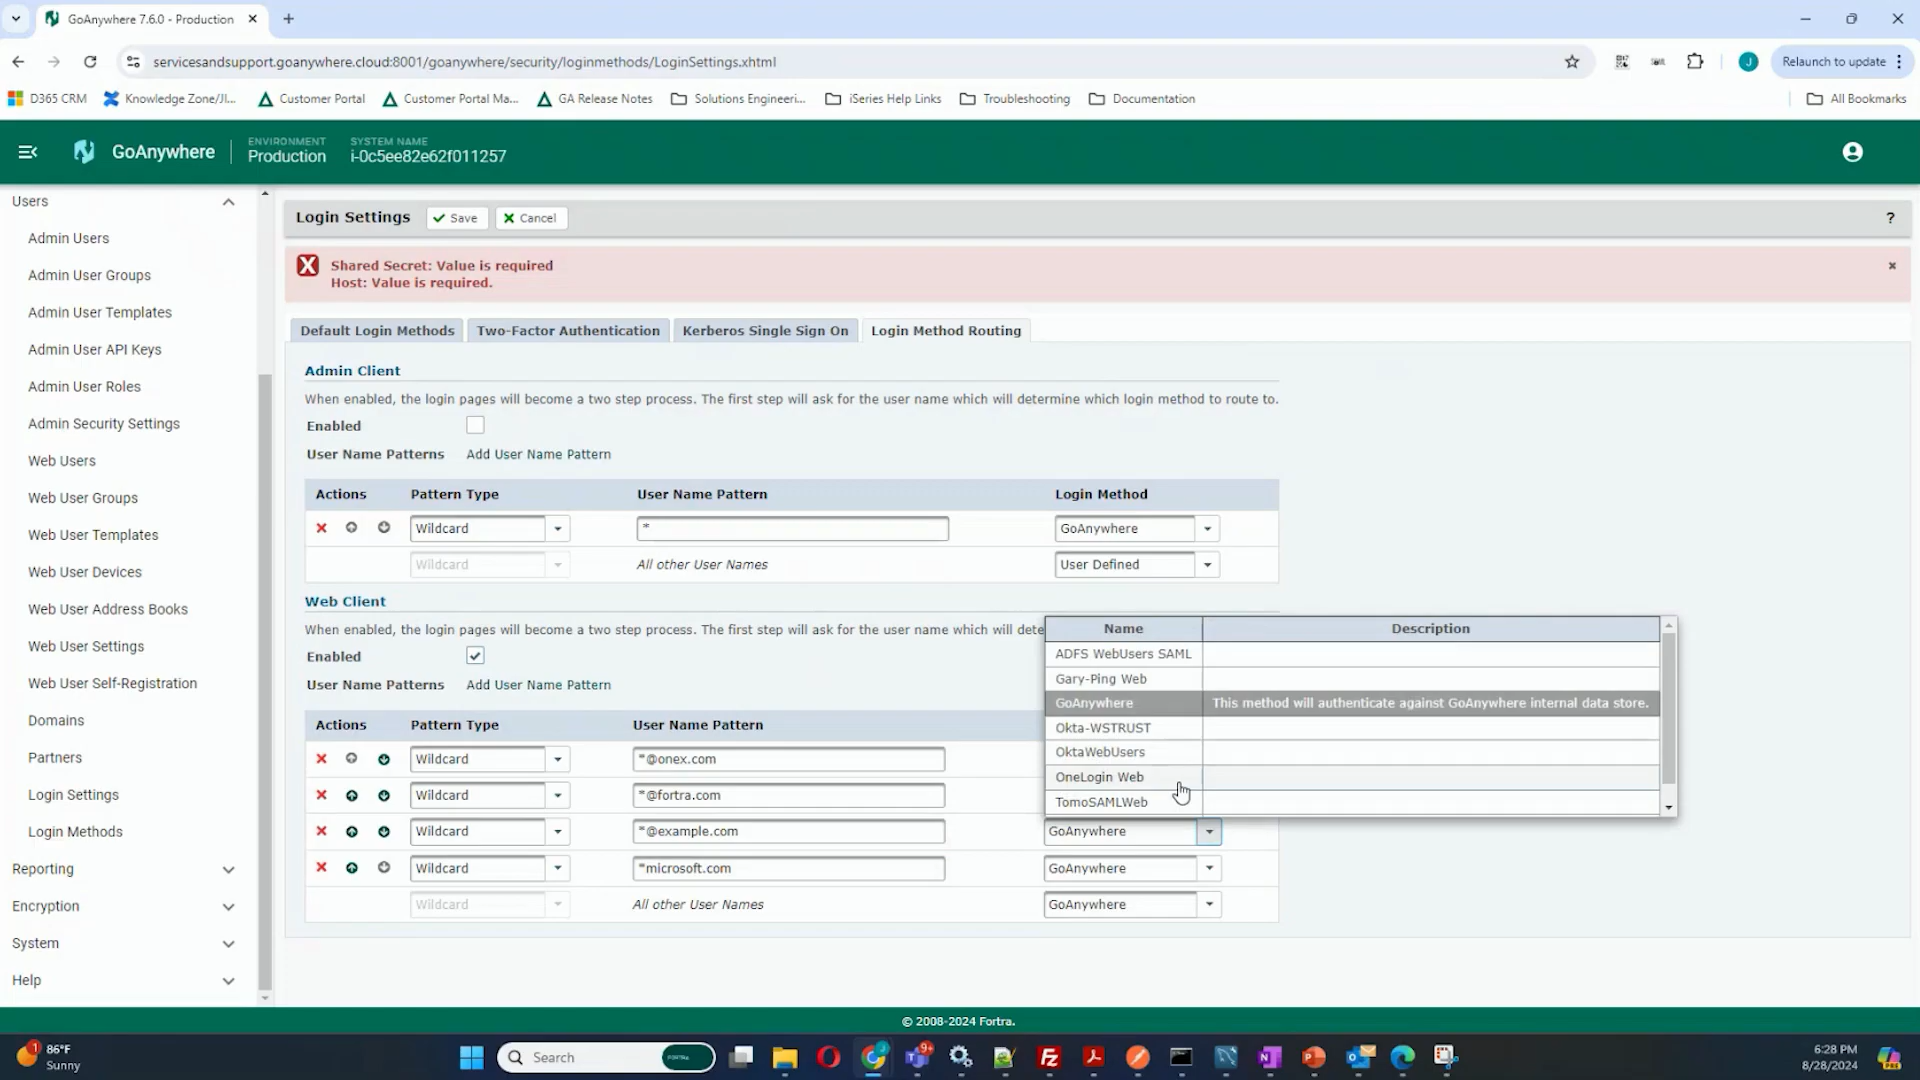 GoAnywhere 7.6.0 - Production
servicesandsupport.goanywhere.cloud:8001/goanywhere/security/loginmethods/LoginSettings.xhtml
J
Relaunch to update
D365 CRM
Knowledge Zone/JI...
Customer Portal
Customer Portal Ma...
GA Release Notes
Solutions Engineeri...
iSeries Help Links
Troubleshooting
Documentation
All Bookmarks
GoAnywhere
ENVIRONMENT
Production
SYSTEM NAME
i-0c5ee82e62f011257
Users
Admin Users
Admin User Groups
Admin User Templates
Admin User API Keys
Admin User Roles
Admin Security Settings
Web Users
Web User Groups
Web User Templates
Web User Devices
Web User Address Books
Web User Settings
Web User Self-Registration
Domains
Partners
Login Settings
Login Methods
Reporting
Encryption
System
Help
Login Settings
Save
Cancel
?
Shared Secret: Value is required
Host: Value is required.
Default Login Methods
Two-Factor Authentication
Kerberos Single Sign On
Login Method Routing
Admin Client
When enabled, the login pages will become a two step process. The first step will ask for the user name which will determine which login method to route to.
Enabled
User Name Patterns
Add User Name Pattern
Actions
Pattern Type
User Name Pattern
Login Method
Wildcard
*
GoAnywhere
Wildcard
All other User Names
User Defined
Web Client
When enabled, the login pages will become a two step process. The first step will ask for the user name which will dete
Enabled
User Name Patterns
Add User Name Pattern
Actions
Pattern Type
User Name Pattern
Wildcard
*@onex.com
Wildcard
*@fortra.com
Wildcard
*@example.com
GoAnywhere
Wildcard
*microsoft.com
GoAnywhere
Wildcard
All other User Names
GoAnywhere
Name
Description
ADFS WebUsers SAML
Gary-Ping Web
GoAnywhere
This method will authenticate against GoAnywhere internal data store.
Okta-WSTRUST
OktaWebUsers
OneLogin Web
TomoSAMLWeb
© 2008-2024 Fortra.
1
86°F
Sunny
Search
9+
6:28 PM
8/28/2024